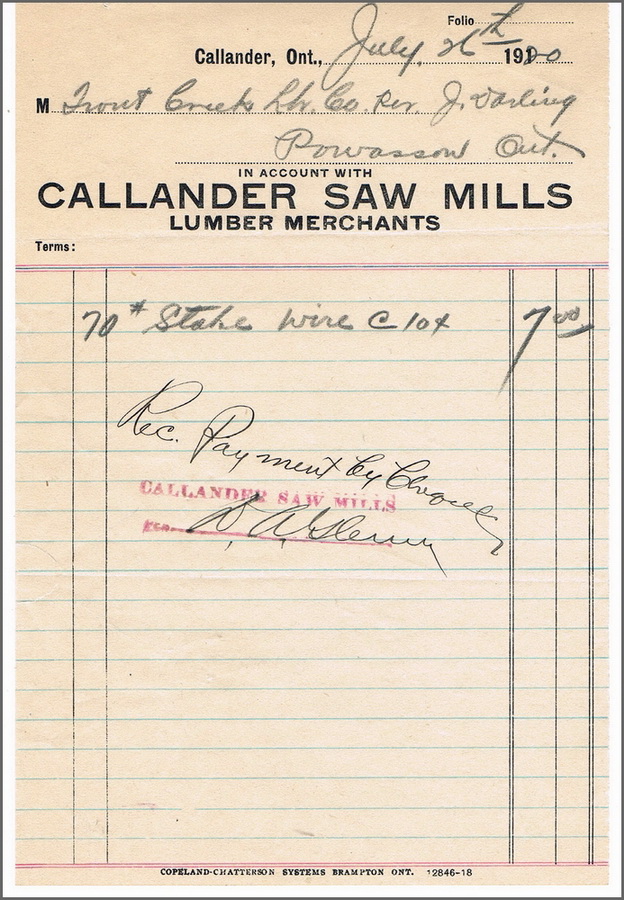 Folio
Callander, Ont., July, 26th 1920
M Trout Creek Lbr. Co. Per. J. Darling
Powasson Ont.
IN ACCOUNT WITH
CALLANDER SAW MILLS
LUMBER MERCHANTS
Terms:
70# Stake Wire C 10¢ 7 00
Rec. Payment by Cheque
CALLANDER SAW MILLS
PER
D. A.
COPELAND-CHATTERSON SYSTEMS BRAMPTON ONT. 12846-18